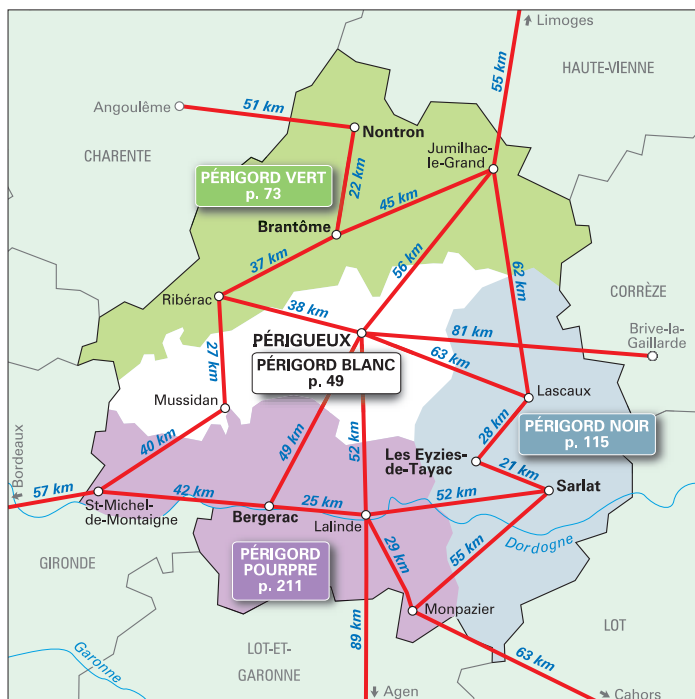 Limoges
55 km
HAUTE-VIENNE
Angoulême
51 km
Nontron
CHARENTE
Jumilhac-
le-Grand
PÉRIGORD VERT
p. 73
22 km
45 km
Brantôme
37 km
56 km
62 km
Ribérac
38 km
CORRÈZE
PÉRIGUEUX
81 km
Brive-la-
Gaillarde
27 km
PÉRIGORD BLANC
p. 49
63 km
Mussidan
Lascaux
PÉRIGORD NOIR
p. 115
40 km
49 km
52 km
28 km
Les Eyzies-
de-Tayac
21 km
Bordeaux
57 km
St-Michel-
de-Montaigne
42 km
Bergerac
25 km
Lalinde
52 km
Sarlat
Dordogne
GIRONDE
PÉRIGORD
POURPRE
p. 211
29 km
55 km
Monpazier
89 km
LOT
Garonne
LOT-ET-
GARONNE
63 km
Agen
Cahors